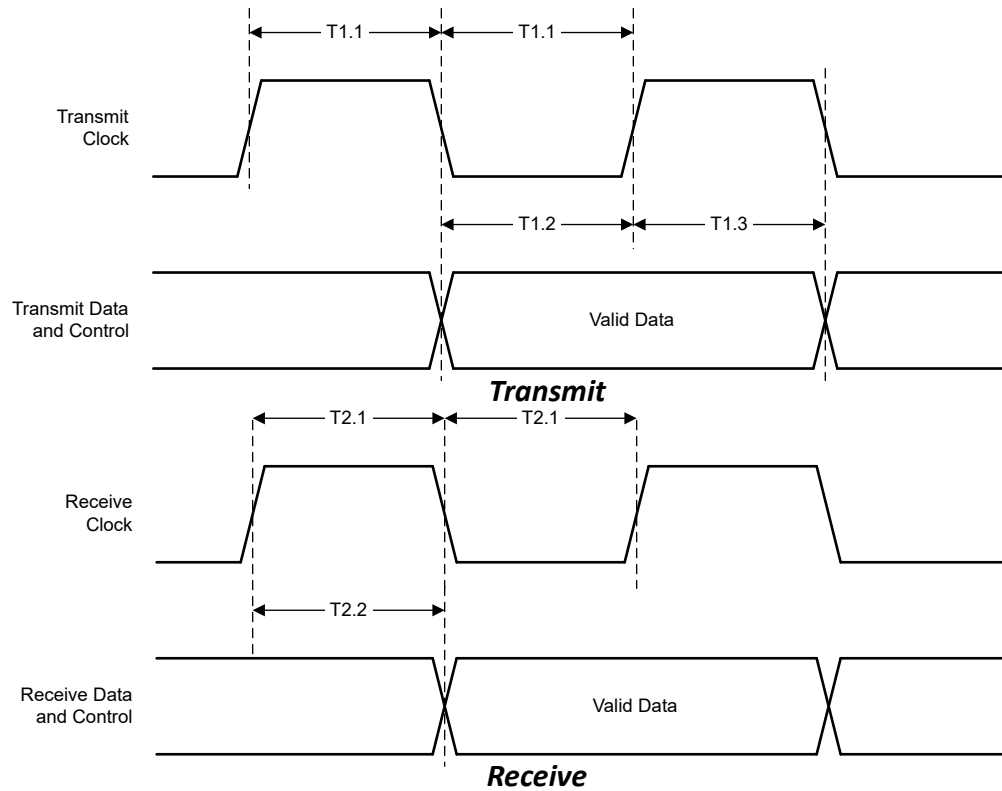 T1.1 T1.1
Transmit
Clock
T1.2 T1.3
Transmit Data
and Control
Valid Data
Transmit
T2.1 T2.1
Receive
Clock
T2.2
Receive Data
and Control
Valid Data
Receive